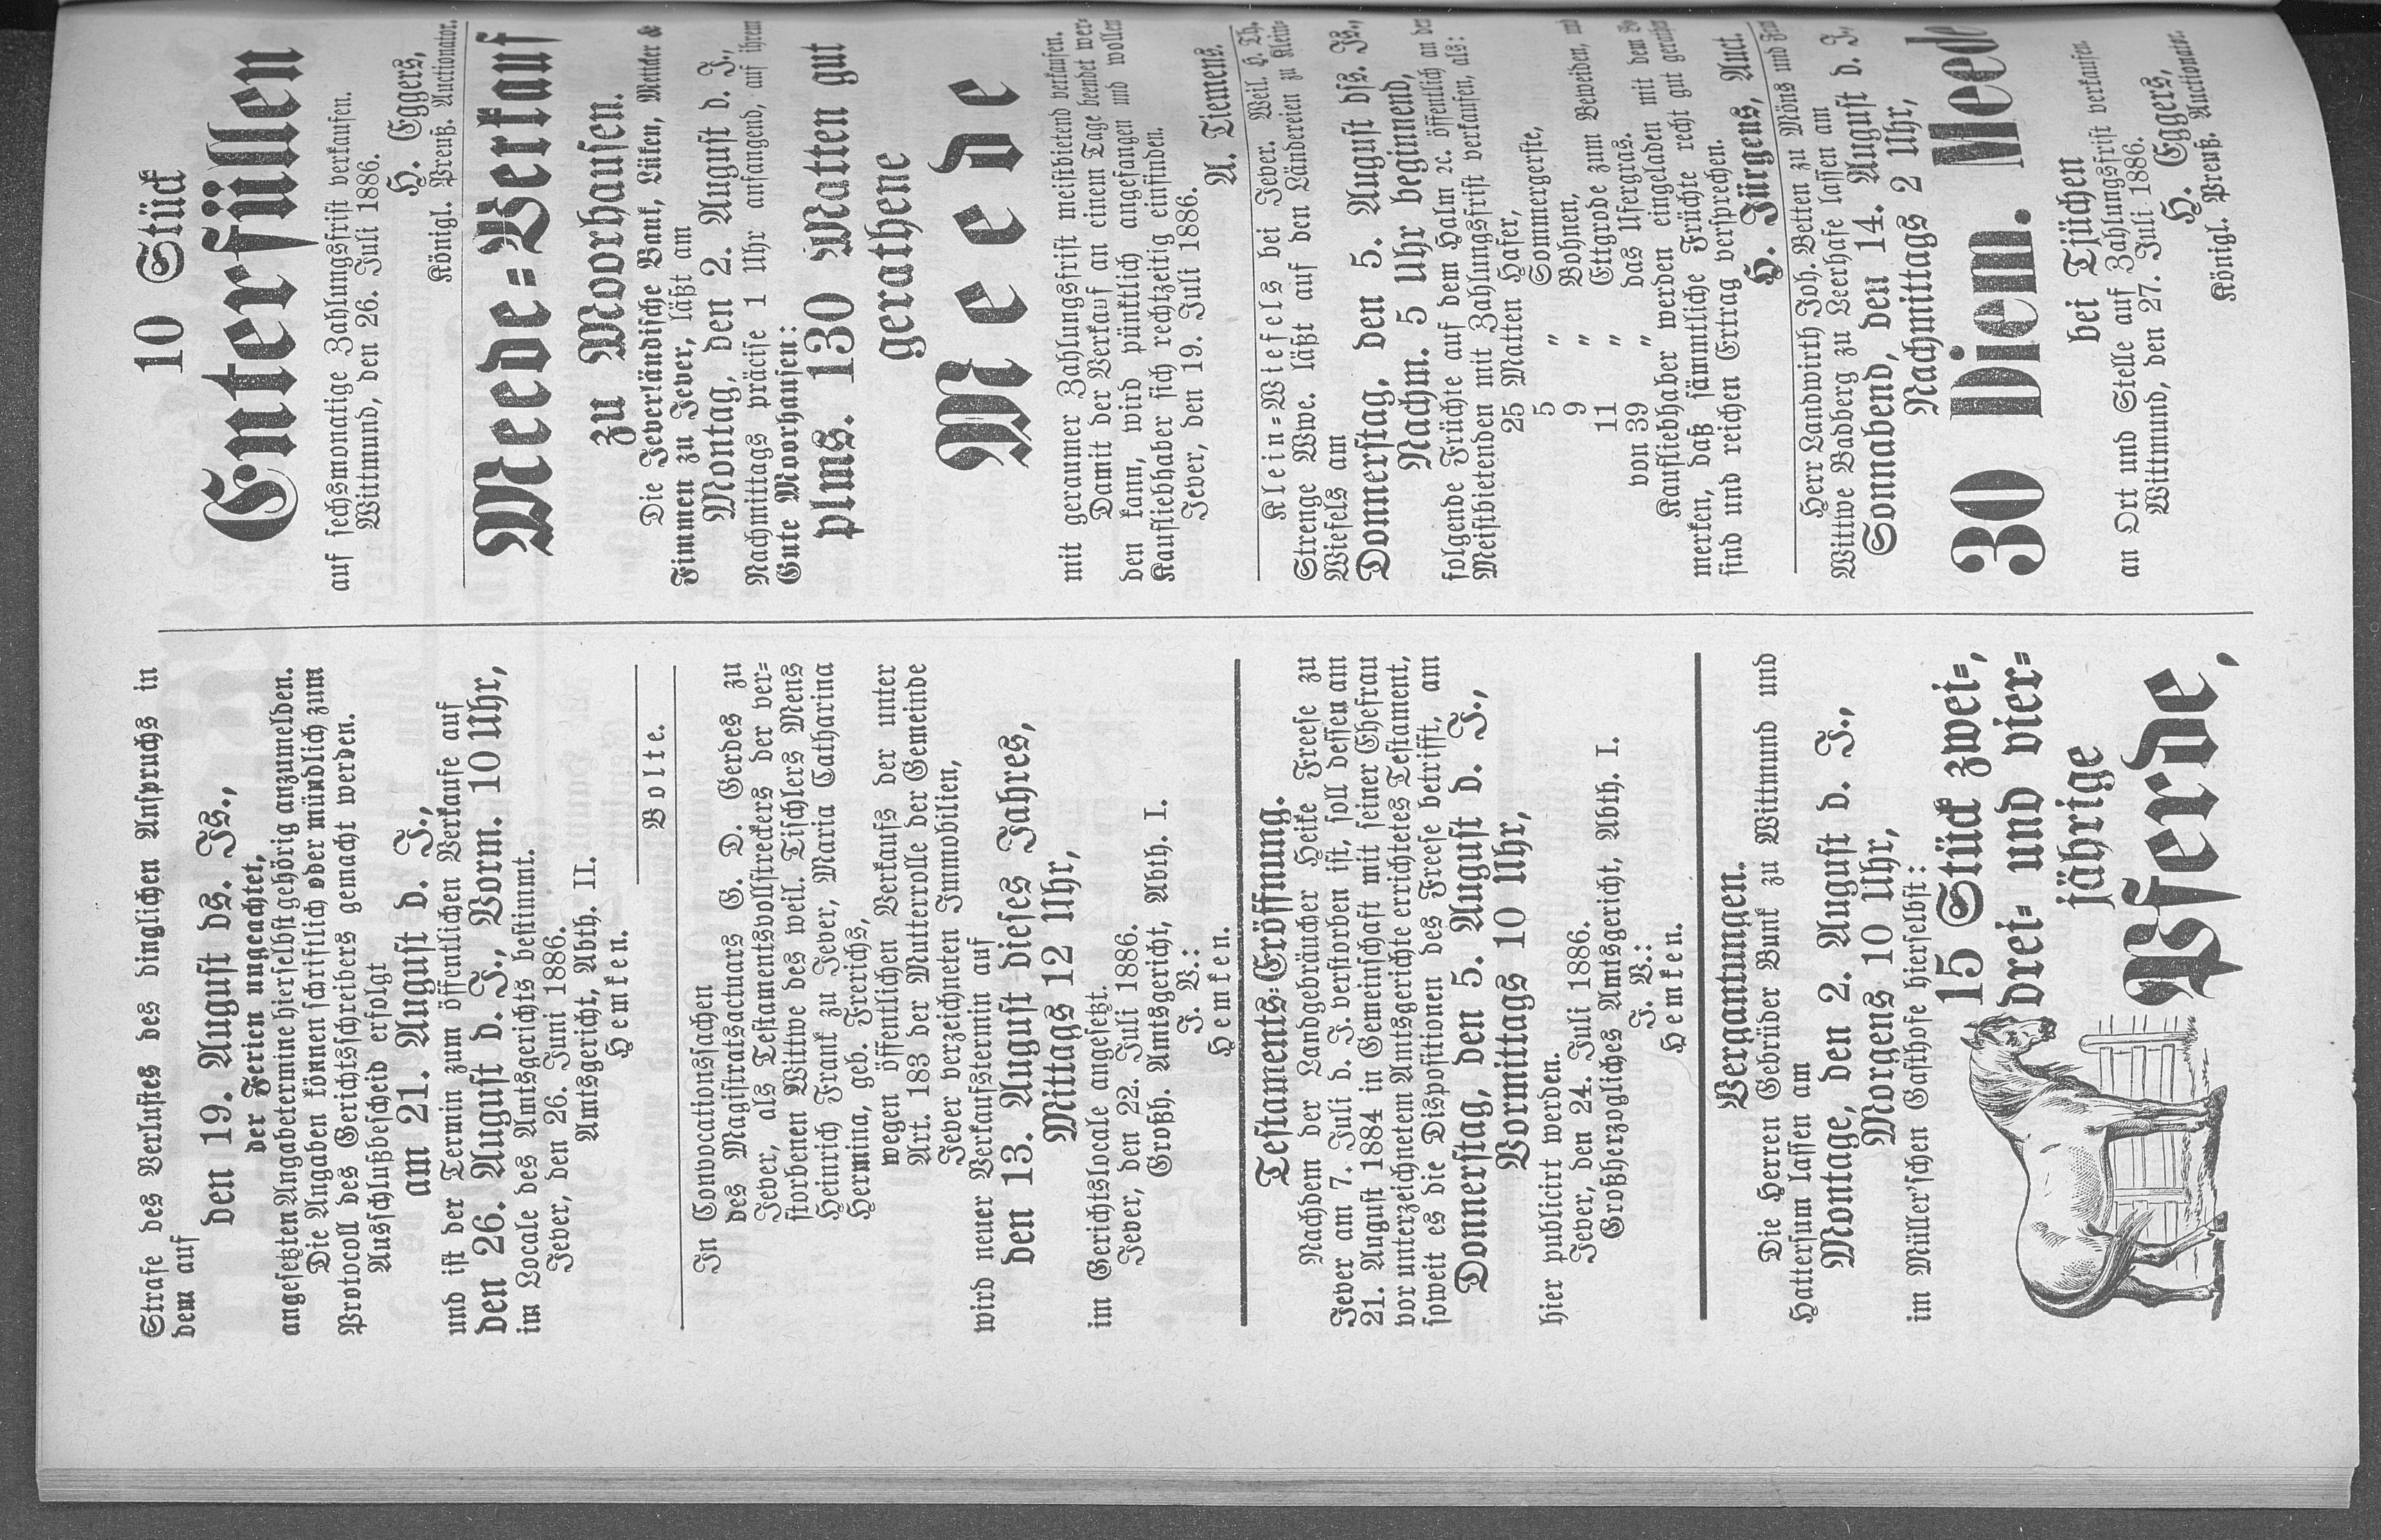 Strafe des Verlustes des dinglichen Anspruchs in
dem auf
den 19. August ds. Js.,
der Ferien ungeachtet,
angesetzten Angabetermine hierselbst gehörig anzumelden.
Die Angaben können schriftlich oder mündlich zum
Protocoll des Gerichtsschreibers gemacht werden.
Ausschlußbescheid erfolgt
am 21. August d. J.,
und ist der Termin zum öffentlichen Verkaufe auf
den 26. August d. J., Vorm. 10 Uhr,
im Locale des Amtsgerichts bestimmt.
Jever, den 26. Juni 1886.
Amtsgericht, Abth. II.
Hemken.
Bolte.
In Convocationssachen
des Magistratsactuars G. D. Gerdes zu
Jever, als Testamentsvollstreckers der ver-
storbenen Wittwe des weil. Tischlers Mens
Heinrich Frank zu Jever, Maria Catharina
Hermina, geb. Frerichs,
wegen öffentlichen Verkaufs der unter
Art. 183 der Mutterrolle der Gemeinde
Jever verzeichneten Immobilien,
wird neuer Verkaufstermin auf
den 13. August dieses Jahres,
Mittags 12 Uhr,
im Gerichtslocale angesetzt.
Jever, den 22. Juli 1886.
Großh. Amtsgericht, Abth. I.
J. V.:
Hemken.
Testaments-Eröffnung.
Nachdem der Landgebräucher Heike Freese zu
Jever am 7. Juli d. J. verstorben ist, soll dessen am
21. August 1884 in Gemeinschaft mit seiner Ehefrau
vor unterzeichnetem Amtsgerichte errichtetes Testament,
soweit es die Dispositionen des Freese betrifft, am
Donnerstag, den 5. August d. J.,
Vormittags 10 Uhr,
hier publicirt werden.
Jever, den 24. Juli 1886.
Großherzogliches Amtsgericht, Abth. I.
J. V.:
Hemken.
Vergantungen.
Die Herren Gebrüder Bunk zu Wittmund und
Hattersum lassen am
Montage, den 2. August d. J.,
Morgens 10 Uhr,
im Müller'schen Gasthofe hierselbst:
15 Stück zwei-,
drei- und vier-
jährige
Pferde,
10 Stück
Enterfüllen
auf sechsmonatige Zahlungsfrist verkaufen.
Wittmund, den 26. Juli 1886.
H. Eggers,
Königl. Preuß. Auctionator.
Meede-Verkauf
zu Moorhausen.
Die Jeverländische Bank, Lüken, Mettcker &
Fimmen zu Jever, läßt am
Montag, den 2. August d. J.,
Nachmittags präcise 1 Uhr anfangend, auf ihrem
Gute Moorhausen:
plms. 130 Matten gut
gerathene
Meede
mit geraumer Zahlungsfrist meistbietend verkaufen.
Damit der Verkauf an einem Tage beendet wer-
den kann, wird pünktlich angefangen und wollen
Kaufliebhaber sich rechtzeitig einfinden.
Jever, den 19. Juli 1886.
A. Tiemens.
Klein-Wiefels bei Jever. Weil. H. Th.
Strenge Wwe. läßt auf den Ländereien zu Klein-
Wiefels am
Donnerstag, den 5. August dss. Js.,
Nachm. 5 Uhr beginnend,
folgende Früchte auf dem Halm ꝛc. öffentlich an den
Meistbietenden mit Zahlungsfrist verkaufen, als:
25 Matten Hafer,
5 " Sommergerste,
9 " Bohnen,
11 " Ettgrode zum Beweiden, und
von 39 " das Ufergras.
Kaufliebhaber werden eingeladen mit dem Be-
merken, daß sämmtliche Früchte recht gut gerathen
sind und reichen Ertrag versprechen.
H. Jürgens, Auct.
Herr Landwirth Joh. Betten zu Möns und
Wittwe Badberg zu Leerhafe lassen am
Sonnabend, den 14. August d. J.,
Nachmittags 2 Uhr,
30 Diem. Meede
bei Tjüchen
an Ort und Stelle auf Zahlungsfrist verkaufen.
Wittmund, den 27. Juli 1886.
H. Eggers,
Königl. Preuß. Auctionator.